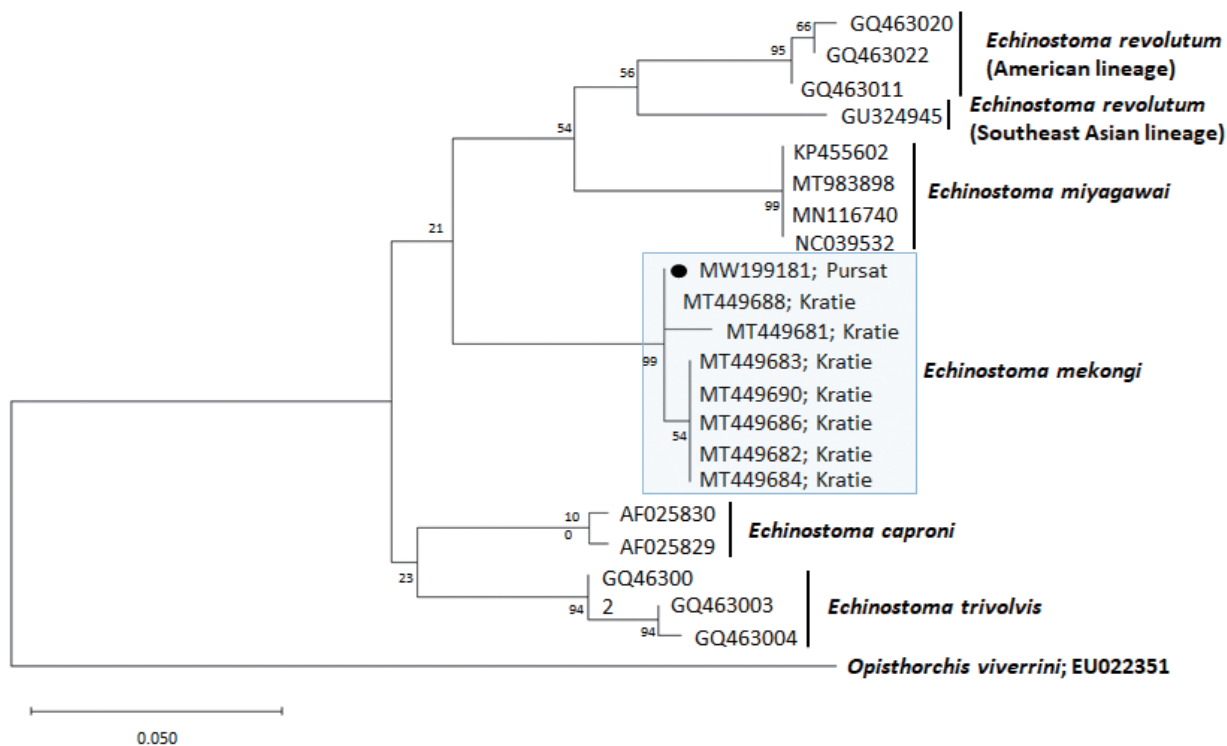 66
GQ463020
95
GQ463022
GQ463011
Echinostoma revolutum
(American lineage)
56
GU324945
Echinostoma revolutum
(Southeast Asian lineage)
54
KP455602
MT983898
99
MN116740
NC039532
Echinostoma miyagawai
21
MW199181; Pursat
MT449688; Kratie
MT449681; Kratie
99
MT449683; Kratie
MT449690; Kratie
MT449686; Kratie
54
MT449682; Kratie
MT449684; Kratie
Echinostoma mekongi
10
0
AF025830
AF025829
Echinostoma caproni
23
GQ46300
2
94
GQ463003
94
GQ463004
Echinostoma trivolvis
Opisthorchis viverrini; EU022351
0.050